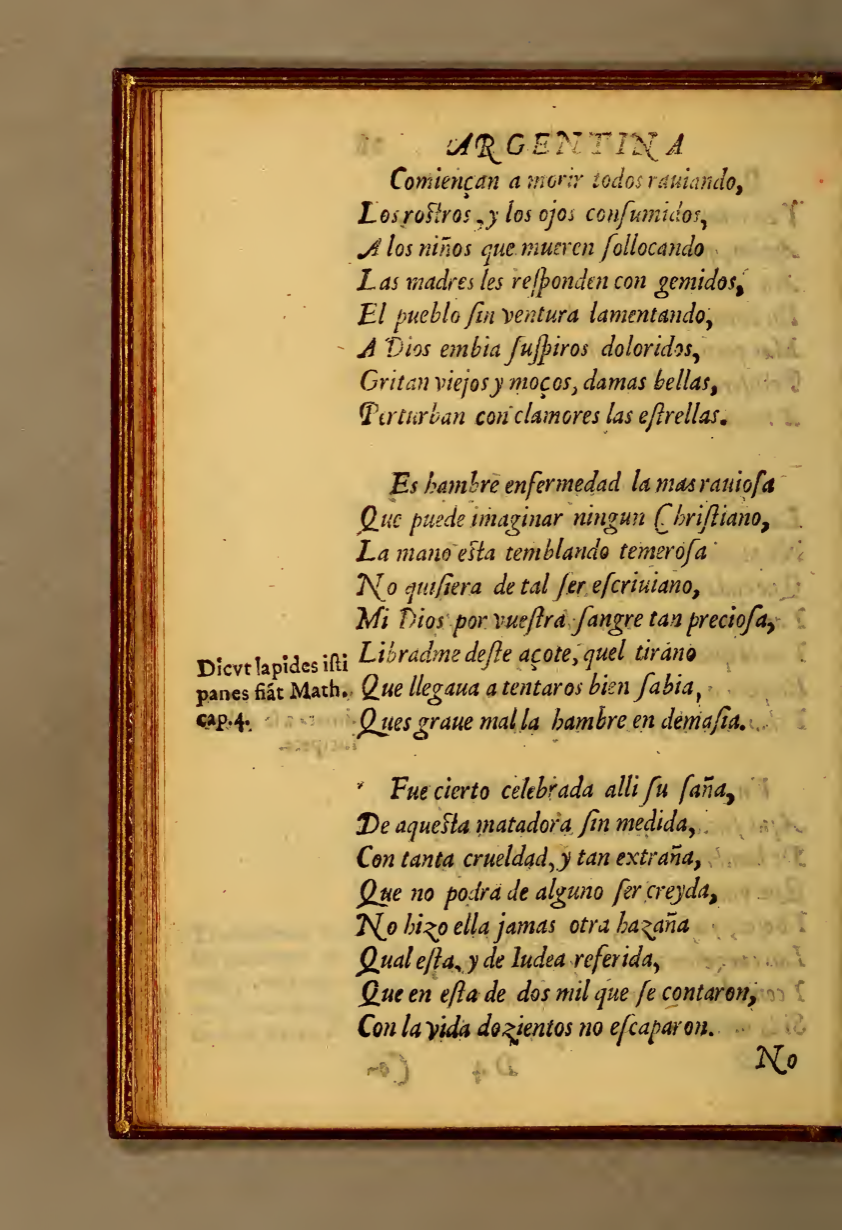 ARGENTINA
Comiençan a morir todos rauiando,
Los roſtros, y los ojos conſumidos,
A los niños que mueren ſollocando
Las madres les reſponden con gemidos,
El pueblo ſin ventura lamentando,
A Dios embia ſuſpiros doloridos,
Gritan viejos y moços, damas bellas,
Perturban con clamores las eſtrellas.
Es hambre enfermedad la mas rauioſa
Que puede imaginar ningun Chriſtiano,
La mano eſta temblando temeroſa
No quiſiera de tal ſer eſcriuiano,
Mi Dios por vueſtra ſangre tan precioſa,
Libradme deſte açote, quel tirano
Que llegaua a tentaros bien ſabia,
Ques graue mal la hambre en demaſia.
Dicvt lapides iſti
panes fiāt Math.
cap.4.
Fue cierto celebrada alli ſu ſaña,
De aqueſta matadora ſin medida,
Con tanta crueldad, y tan extraña,
Que no podra de alguno ſer creyda,
No hizo ella jamas otra hazaña
Qual eſta, y de Iudea referida,
Que en eſta de dos mil que ſe contaron,
Con la vida dozientos no eſcaparon.
No